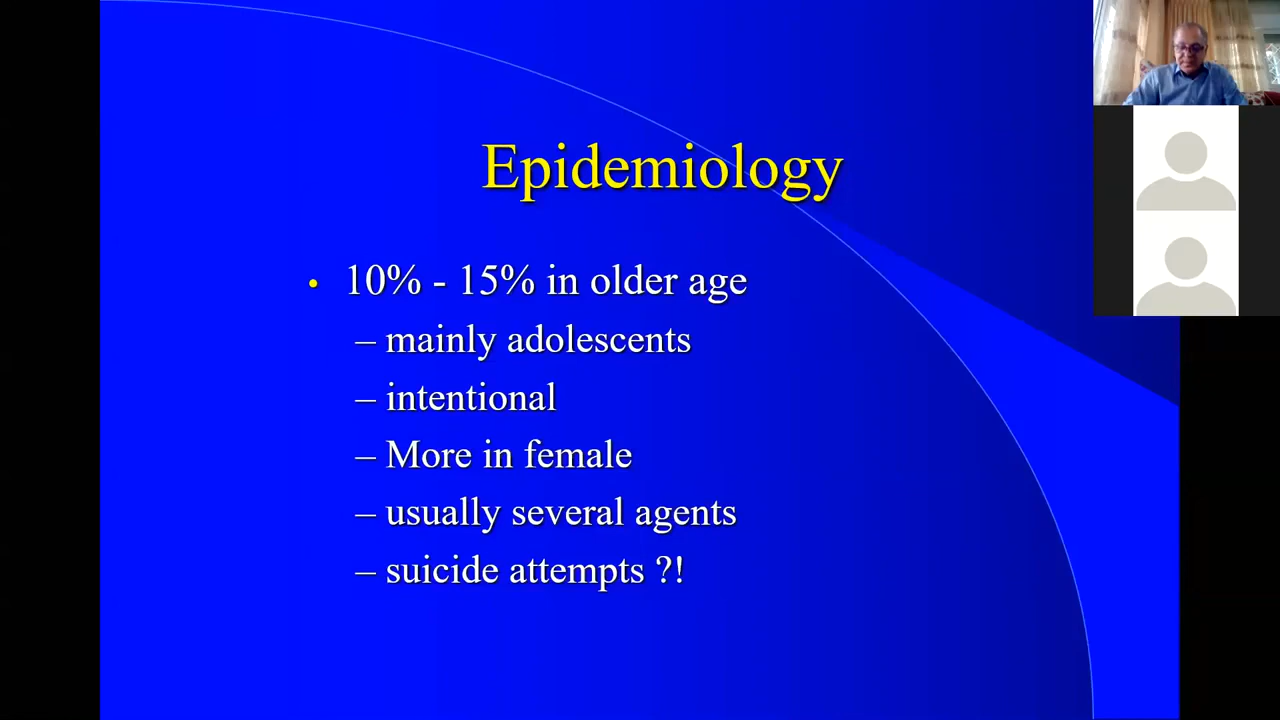 Epidemiology
• 10% - 15% in older age
– mainly adolescents
– intentional
– More in female
– usually several agents
– suicide attempts ?!